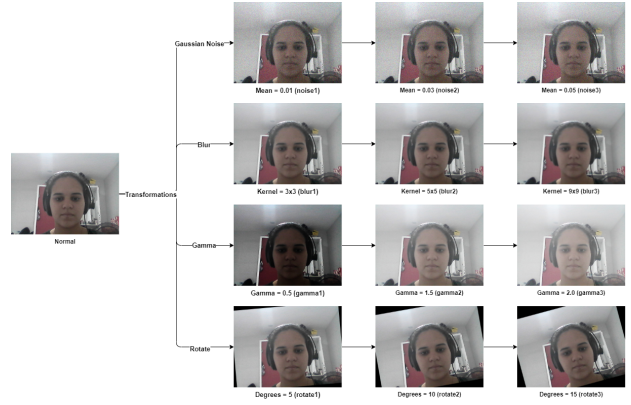 Gaussian Noise
Mean = 0.01 (noise1)
Mean = 0.03 (noise2)
Mean = 0.05 (noise3)
Blur
Kernel = 3x3 (blur1)
Kernel = 5x5 (blur2)
Kernel = 9x9 (blur3)
Normal
Transformations
Gamma
Gamma = 0.5 (gamma1)
Gamma = 1.5 (gamma2)
Gamma = 2.0 (gamma3)
Rotate
Degrees = 5 (rotate1)
Degrees = 10 (rotate2)
Degrees = 15 (rotate3)